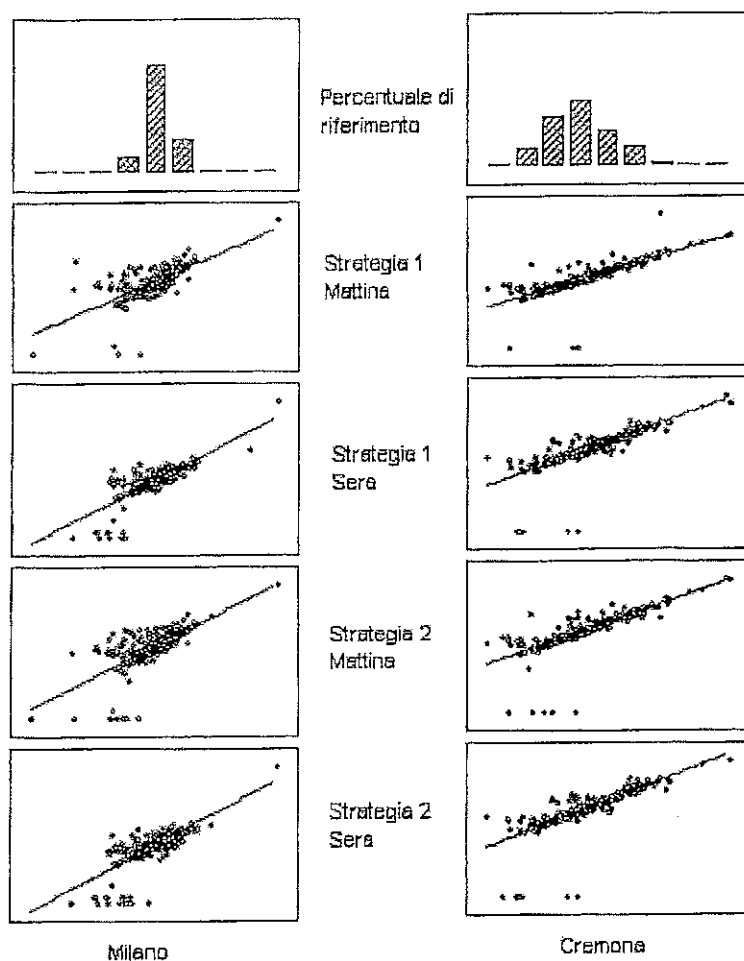 Percentuale di
riferimento
Strategia 1
Mattina
Strategia 1
Sera
Strategia 2
Mattina
Strategia 2
Sera
Milano
Cremona